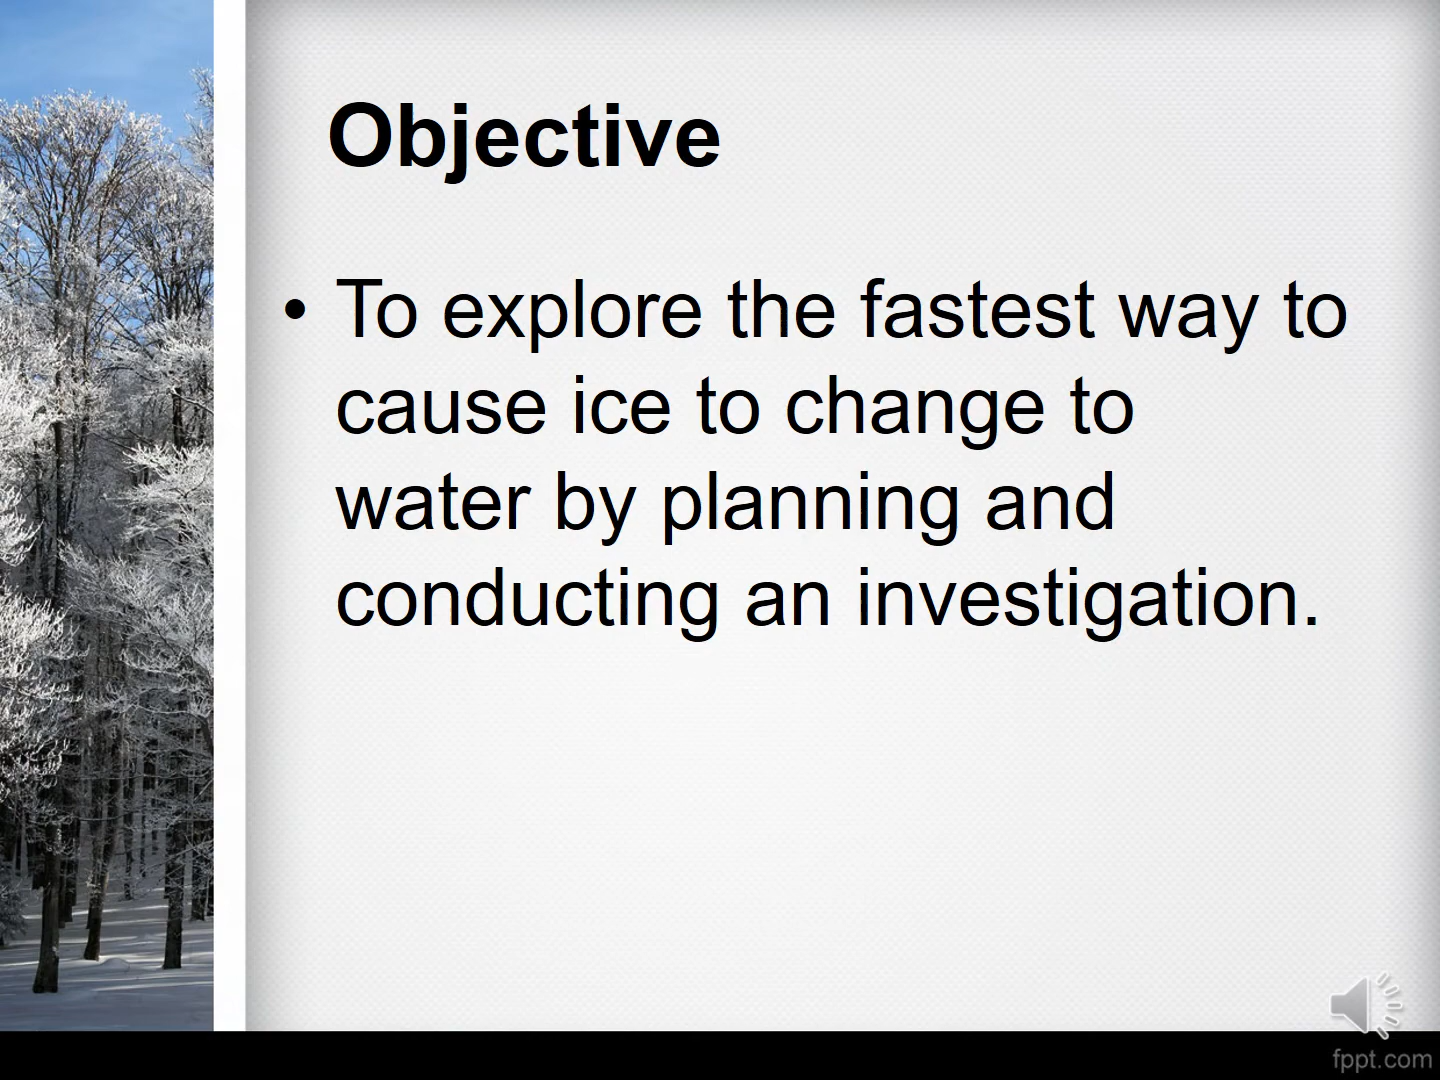 Objective
• To explore the fastest way to
cause ice to change to
water by planning and
conducting an investigation.
fppt.com